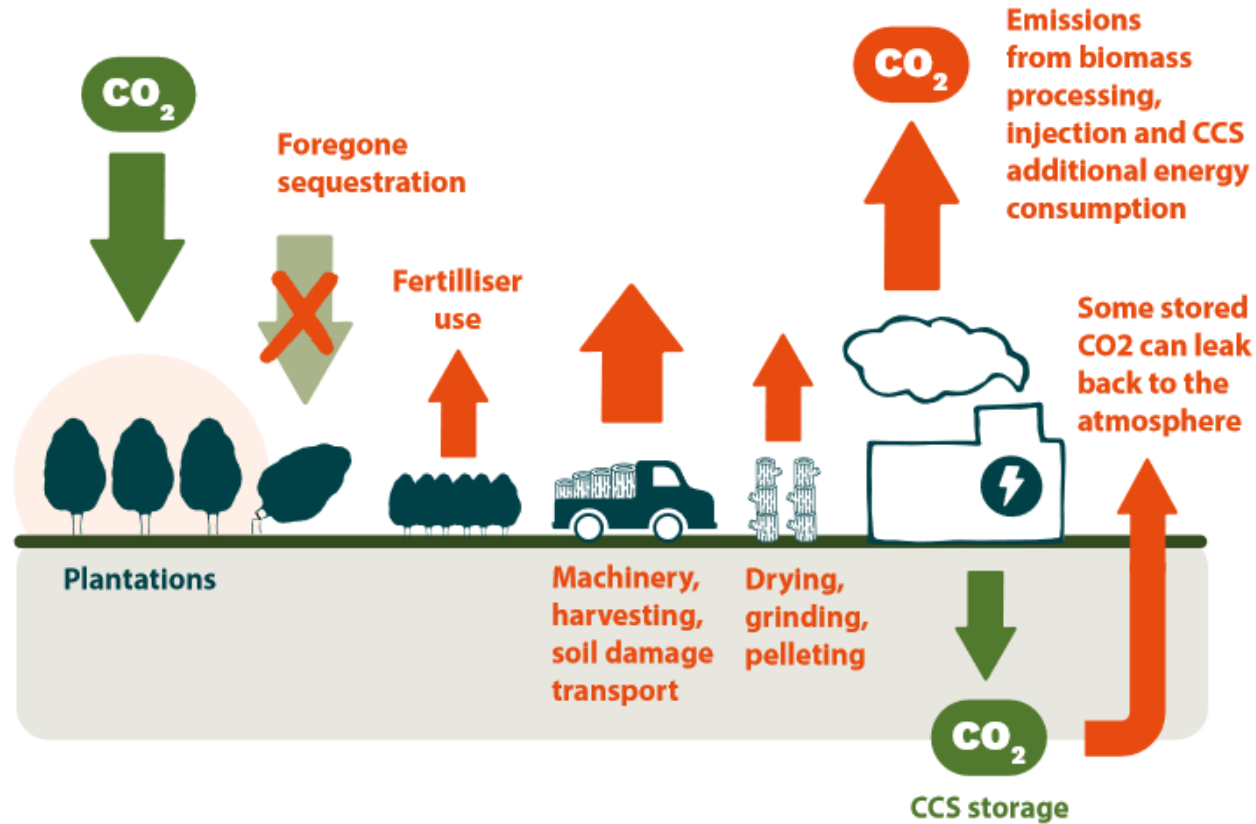 CO2
Foregone
sequestration
Fertilliser
use
CO2
Emissions
from biomass
processing,
injection and CCS
additional energy
consumption
Some stored
CO2 can leak
back to the
atmosphere
Plantations
Machinery,
harvesting,
soil damage
transport
Drying,
grinding,
pelleting
CO2
CCS storage